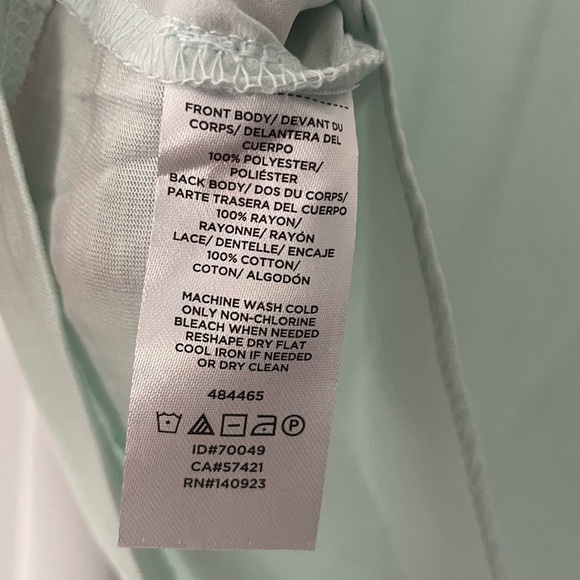 FRONT BODY/ DEVANT DU
CORPS/ DELANTERA DEL
CUERPO
100% POLYESTER/
POLIÉSTER
BACK BODY/ DOS DU CORPS/
PARTE TRASERA DEL CUERPO
100% RAYON/
RAYONNE/ RAYÓN
LACE/ DENTELLE/ ENCAJE
100% COTTON/
COTON/ ALGODÓN
MACHINE WASH COLD
ONLY NON-CHLORINE
BLEACH WHEN NEEDED
RESHAPE DRY FLAT
COOL IRON IF NEEDED
OR DRY CLEAN
484465
P
ID#70049
CA#57421
RN#140923